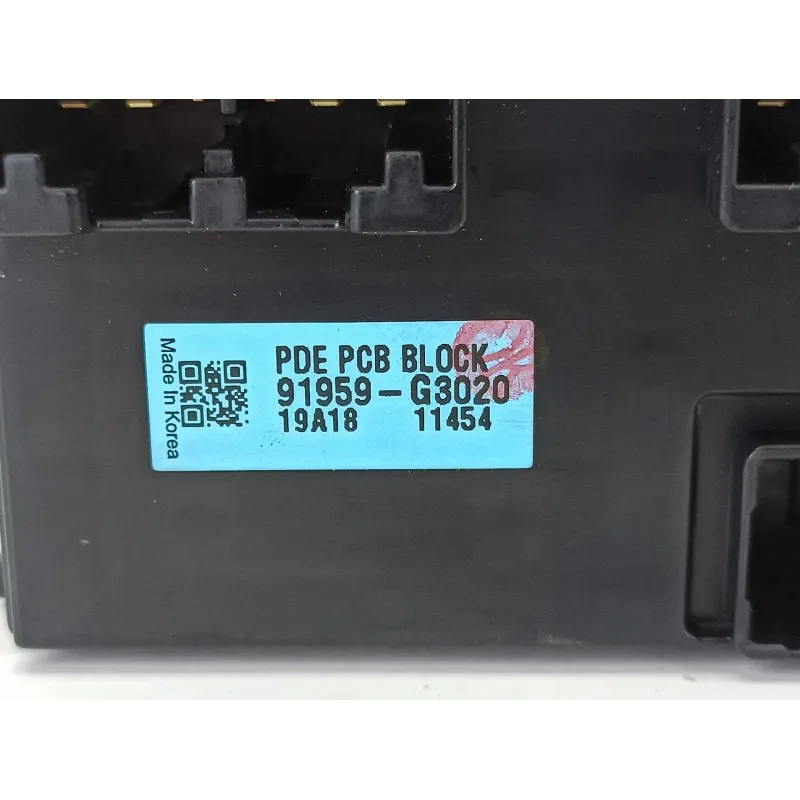 Made In Korea
PDE PCB BLOCK
91959-G3020
19A18 11454